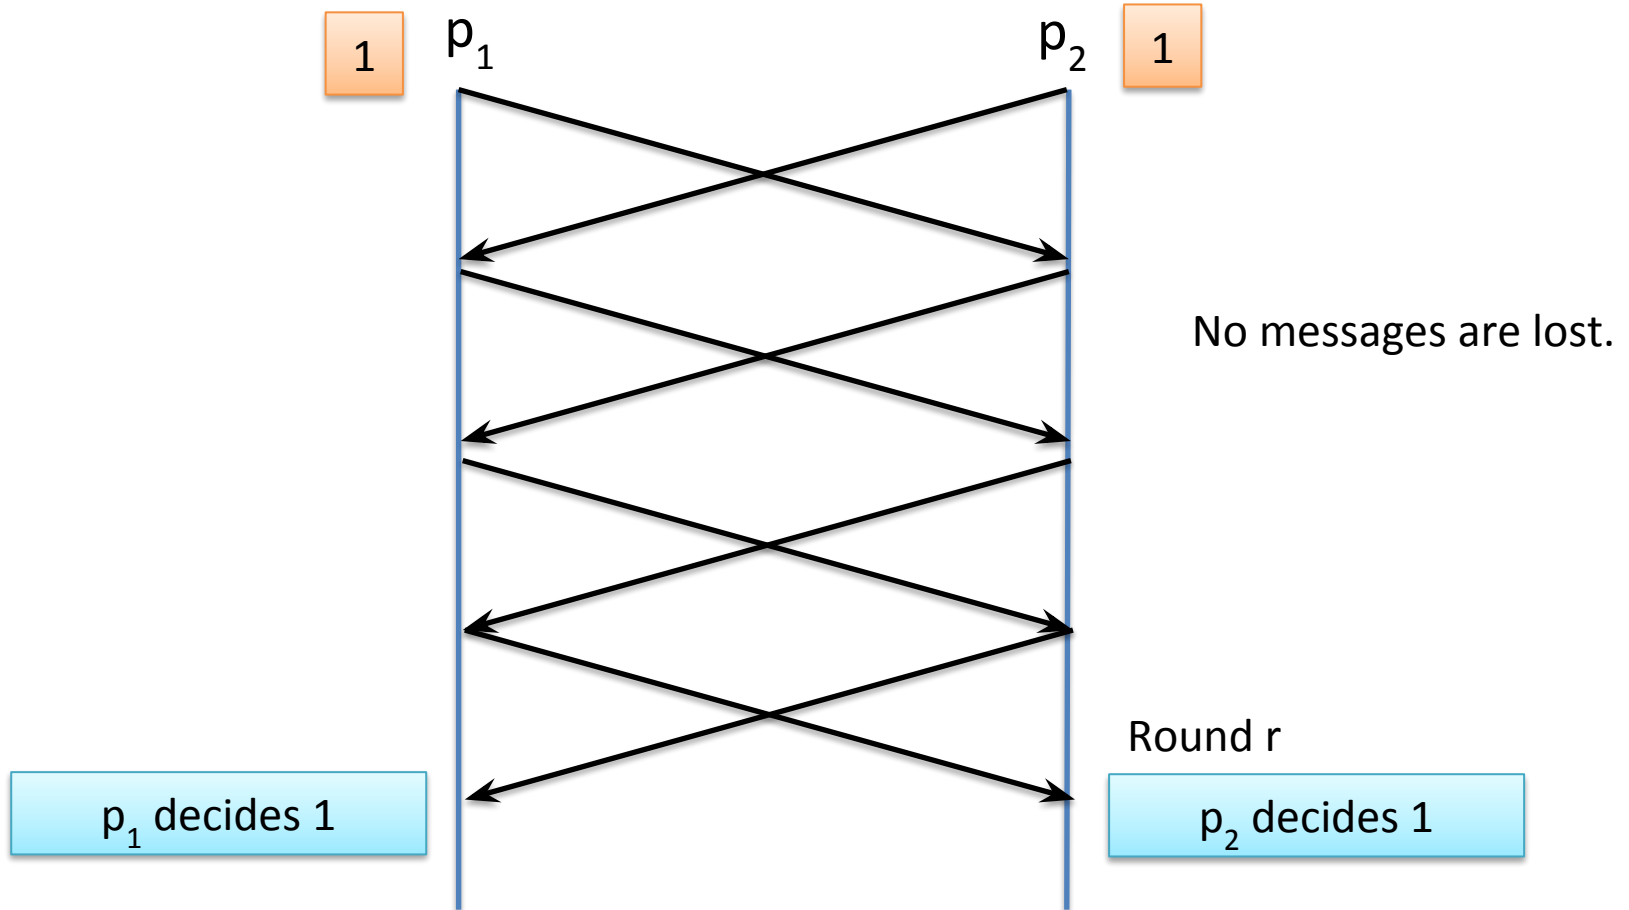 1
p₁
p₂
1
No messages are lost.
Round r
p₁ decides 1
p₂ decides 1